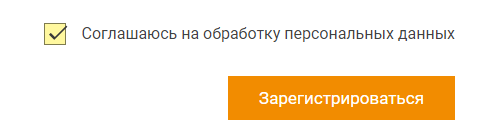 Соглашаюсь на обработку персональных данных
Зарегистрироваться